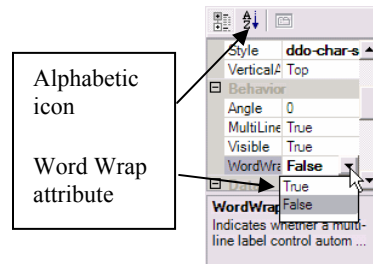 Alphabetic
icon
Word Wrap
attribute
A
Z
Style ddo-char-s
VerticalA Top
Behavior
Angle 0
MultiLine True
Visible True
WordWra False
True
False
WordWrap
Indicates whether a multi-
line label control autom ...